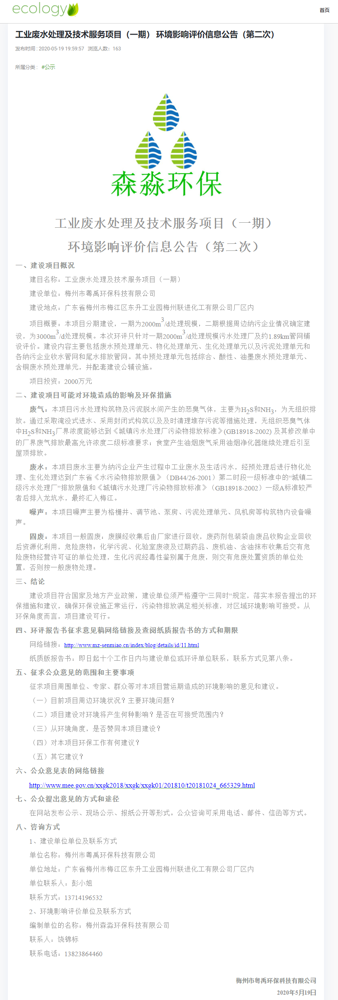 ecology
首页
工业废水处理及技术服务项目（一期） 环境影响评价信息公告（第二次）
发布时间 : 2020-05-19 19:59:57 浏览人数：163
所属分类： #公示
森淼环保
工业废水处理及技术服务项目（一期）
环境影响评价信息公告（第二次）
一、建设项目概况
建目名称：工业废水处理及技术服务项目（一期）
建设单位：梅州市粤禹环保科技有限公司
建设地点：广东省梅州市梅江区东升工业园梅州联进化工有限公司厂区内
项目概要：本项目分期建设，一期为2000m3/d处理规模，二期根据周边纳污企业情况确定建
设，为3000m3/d处理规模。本次环评只针对一期2000m3/d处理规模污水处理厂及约1.89km管网铺
设评价。建设内容主要包括废水预处理单元、物化处理单元、生化处理单元以及污泥处理单元和
各纳污企业收水管网和尾水排放管网。其中预处理单元包括综合、酸性、油墨废水预处理单元、
含铜废水预处理单元，并配套建设公辅设施。
项目投资：2000万元
二、建设项目可能对环境造成的影响及环保措施
废气：本项目污水处理构筑物及污泥脱水间产生的恶臭气体，主要为H2S和NH3，为无组织排
放。通过采取淹没式进水、采用封闭式构筑以及及时清理堆存污泥等措施处理，无组织恶臭气体
中H2S和NH3厂界浓度能够达到《城镇污水处理厂污染物排放标准》(GB18918-2002) 及其修改单中
的厂界废气排放最高允许浓度二级标准要求；食堂产生油烟废气采用油烟净化器继续处理后引至
屋顶排放。
废水：本项目废水主要为纳污企业产生过程中工业废水及生活污水，经预处理后进行物化处
理、生化处理达到广东省《水污染物排放限值》（DB44/26-2001）第二时段一级标准中的“城镇二
级污水处理厂”排放限值和《城镇污水处理厂污染物排放标准》（GB18918-2002）一级A标准较严
者后排入龙坑水，最终汇入梅江。
噪声：本项目噪声主要为格栅井、调节池、泵房、污泥处理单元、风机房等构筑物内设备噪
声。
固废：本项目一般固废：废膜经收集后由厂家进行回收，废药剂包装袋由废品收购企业回收
后资源化利用，危险废物：化学污泥、化验室废液及过期药品、废机油、含油抹布收集后交有危
险废物经营许可证的单位处理，生化污泥经毒性鉴别属于危废，则交有危废处置资质的单位处
置，否则按一般废物处理。
三、结论
建设项目符合国家及地方产业政策，建设单位须严格遵守“三同时”规定，落实本报告提出的环
保措施和建议，确保环保设施正常运行，污染物排放满足相关标准，对区域环境影响可接受。从
环保角度而言，项目建设可行。
四、环评报告书征求意见稿网络链接及查阅纸质报告书的方式和期限
网络链接：http://www.mz-senmiao.cn/index/blog/details/id/11.html
纸质版报告书：即日起十个工作日内与建设单位或环评单位联系，联系方式见第八条。
五、征求公众意见的范围和主要事项
征求项目周围单位、专家、群众等对本项目营运期造成的环境影响的意见和建议。
（一）目前项目周边环境状况？主要环境问题？
（二）项目建设对环境将产生何种影响？是否在可接受范围内？
（三）从环境角度，是否赞同本项目建设？
（四）对本项目环保工作有何建议？
（五）其它建议？
六、公众意见表的网络链接
http://www.mee.gov.cn/xxgk2018/xxgk/xxgk01/201810/t20181024_665329.html
七、公众提出意见的方式和途径
在网站发布公示、现场公示、报纸公开等形式。公众咨询可采用电话、邮件、信函等方式。
八、咨询方式
1、建设单位单位及联系方式
单位名称：梅州市粤禹环保科技有限公司
单位地址：广东省梅州市梅江区东升工业园梅州联进化工有限公司厂区内
单位联系人：彭小姐
联系方式：13714196532
2、环境影响评价单位及联系方式
编制单位的名称：梅州森淼环保科技有限公司
联系人：饶锦标
联系电话：13823864460
梅州市粤禹环保科技有限公司
2020年5月19日